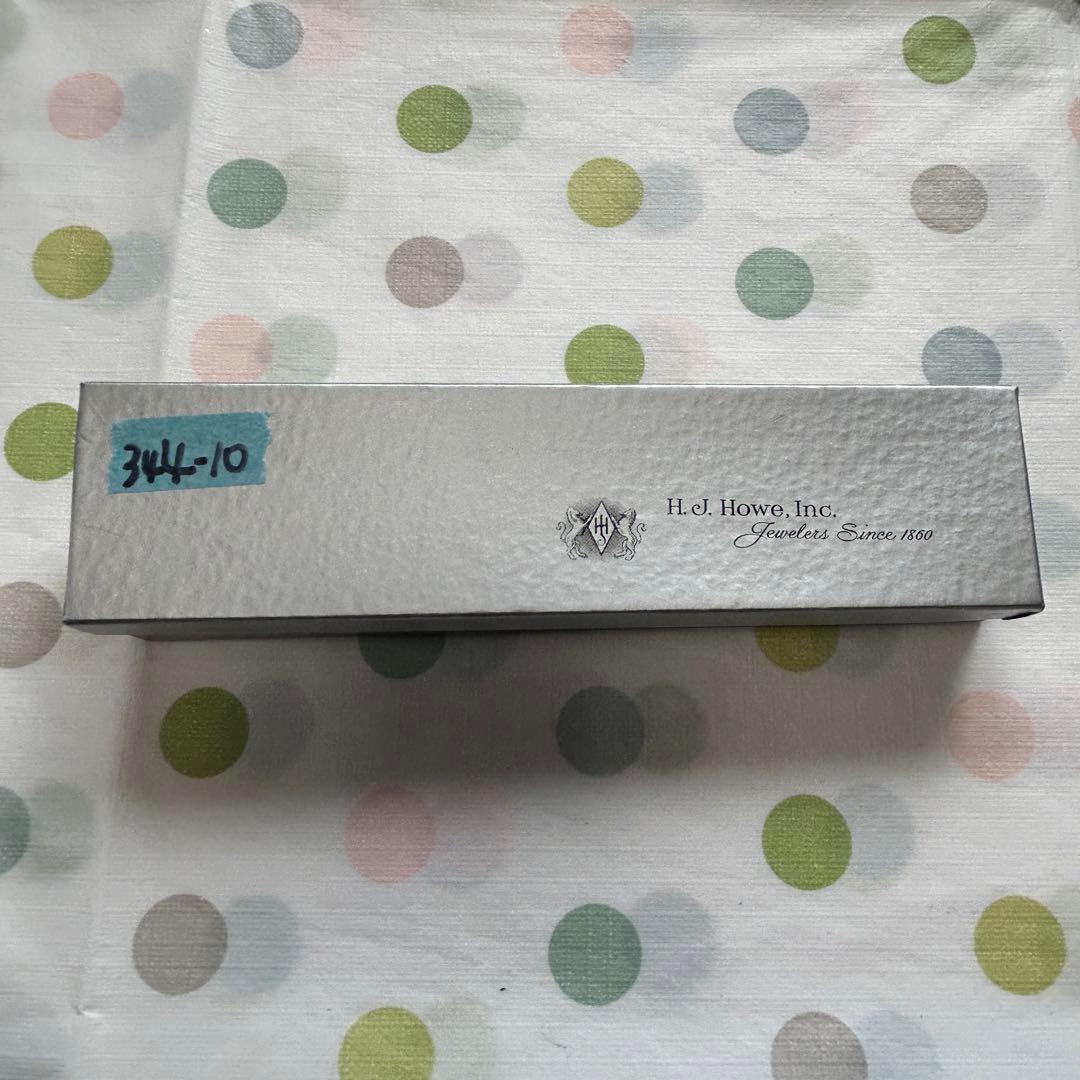 344-10
H
H. J. Howe, Inc.
Jewelers Since 1860